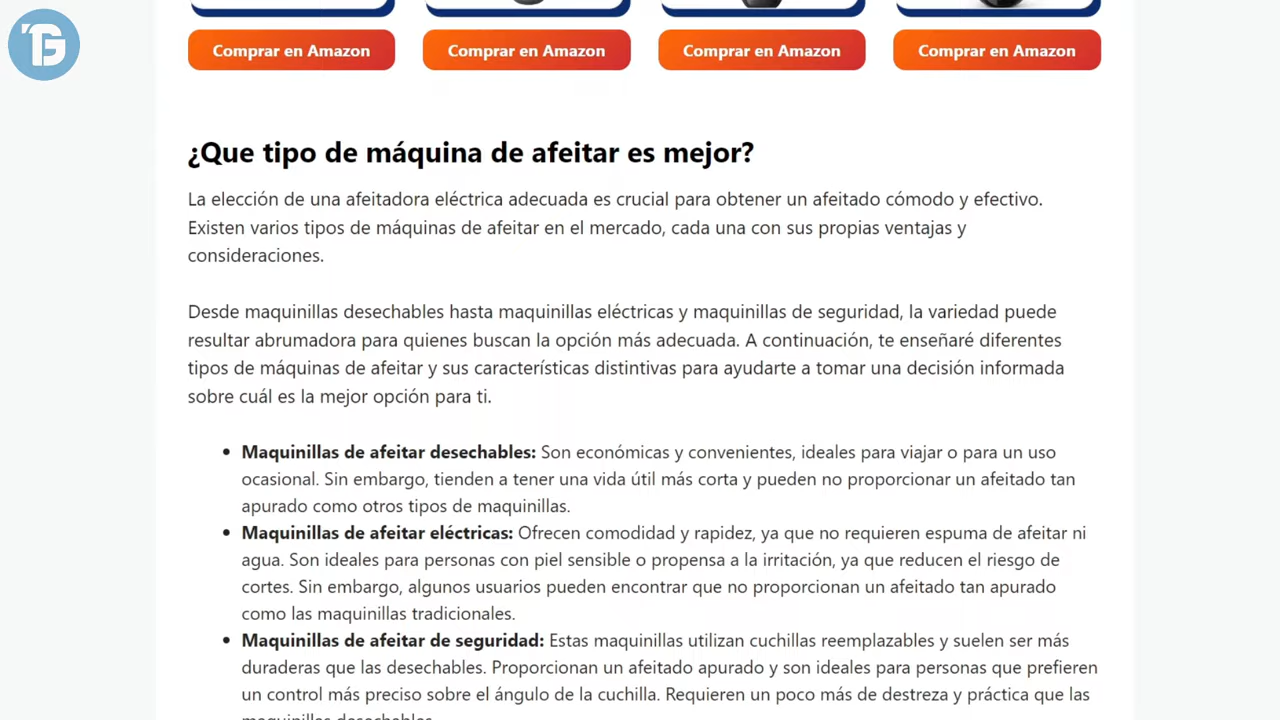 TG
Comprar en Amazon
Comprar en Amazon
Comprar en Amazon
Comprar en Amazon
¿Que tipo de máquina de afeitar es mejor?
La elección de una afeitadora eléctrica adecuada es crucial para obtener un afeitado cómodo y efectivo.
Existen varios tipos de máquinas de afeitar en el mercado, cada una con sus propias ventajas y
consideraciones.
Desde maquinillas desechables hasta maquinillas eléctricas y maquinillas de seguridad, la variedad puede
resultar abrumadora para quienes buscan la opción más adecuada. A continuación, te enseñaré diferentes
tipos de máquinas de afeitar y sus características distintivas para ayudarte a tomar una decisión informada
sobre cuál es la mejor opción para ti.
• Maquinillas de afeitar desechables: Son económicas y convenientes, ideales para viajar o para un uso
ocasional. Sin embargo, tienden a tener una vida útil más corta y pueden no proporcionar un afeitado tan
apurado como otros tipos de maquinillas.
• Maquinillas de afeitar eléctricas: Ofrecen comodidad y rapidez, ya que no requieren espuma de afeitar ni
agua. Son ideales para personas con piel sensible o propensa a la irritación, ya que reducen el riesgo de
cortes. Sin embargo, algunos usuarios pueden encontrar que no proporcionan un afeitado tan apurado
como las maquinillas tradicionales.
• Maquinillas de afeitar de seguridad: Estas maquinillas utilizan cuchillas reemplazables y suelen ser más
duraderas que las desechables. Proporcionan un afeitado apurado y son ideales para personas que prefieren
un control más preciso sobre el ángulo de la cuchilla. Requieren un poco más de destreza y práctica que las
maquinillas desechables.